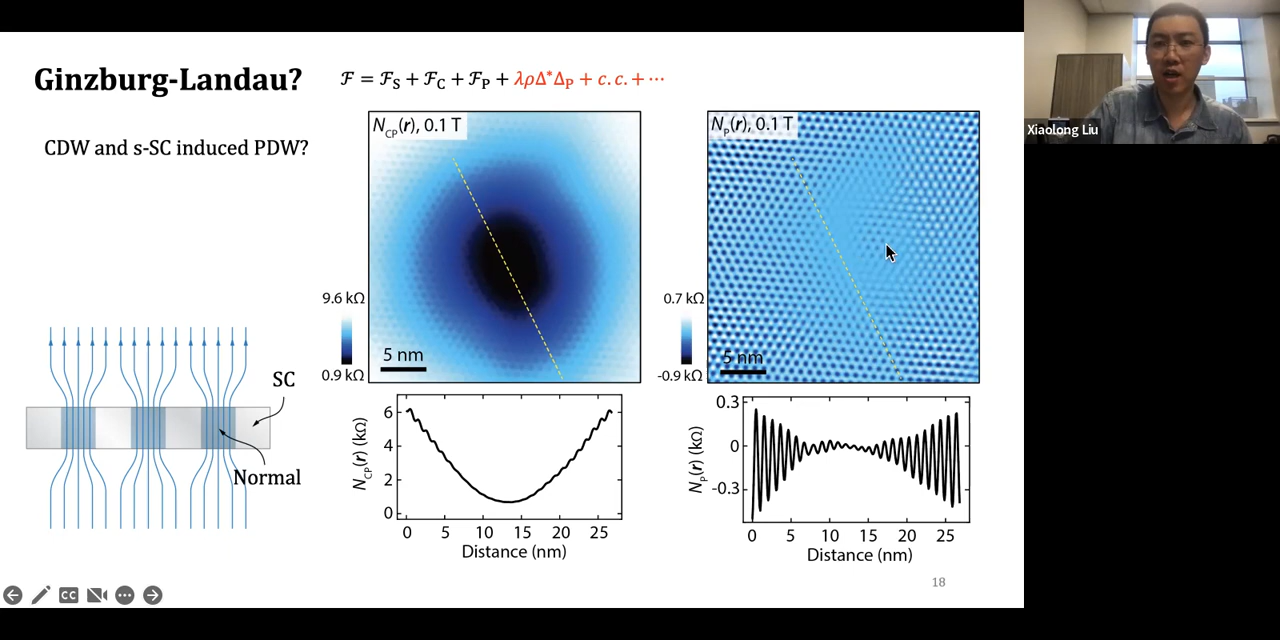 Ginzburg-Landau?
ℱ = ℱS + ℱC + ℱP + λρΔ*ΔP + c.c. + ⋯
CDW and s-SC induced PDW?
NCP(r), 0.1 T
NP(r), 0.1 T
Xiaolong Liu
9.6 kΩ
0.9 kΩ
5 nm
0.7 kΩ
-0.9 kΩ
5 nm
SC
Normal
NCP(r) (kΩ)
6
4
2
0
0 5 10 15 20 25
Distance (nm)
NP(r) (kΩ)
0.3
0
-0.3
0 5 10 15 20 25
Distance (nm)
18
CC